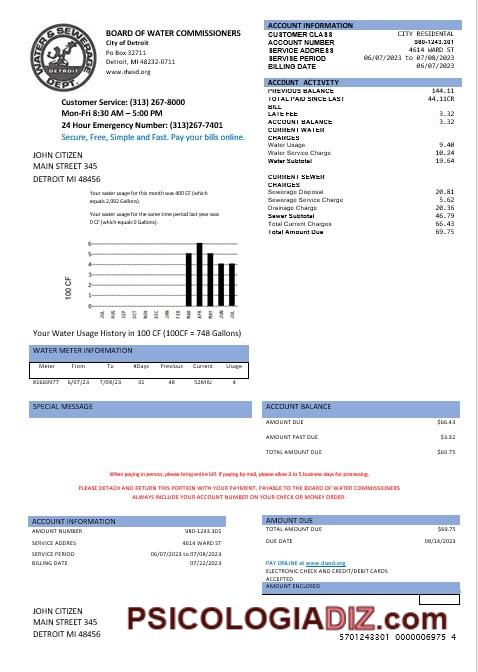 WATER & SEWERAGE
DETROIT
DEPT.
BOARD OF WATER COMMISSIONERS
City of Detroit
Po Box 32711
Detroit, MI 48232-0711
www.dwsd.org
Customer Service: (313) 267-8000
Mon-Fri 8:30 AM – 5:00 PM
24 Hour Emergency Number: (313)267-7401
Secure, Free, Simple and Fast. Pay your bills online.
JOHN CITIZEN
MAIN STREET 345
DETROIT MI 48456
Your water usage for this month was 400 CF (which
equals 2,992 Gallons).
Your water usage for the same time period last year was
0 CF (which equals 0 Gallons).
100 CF
6
5
4
3
2
1
0
JUL AUG SEP OCT NOV DEC JAN FEB MAR APR MAY JUN JUL
Your Water Usage History in 100 CF (100CF = 748 Gallons)
WATER METER INFORMATION
Meter From To #Days Previous Current Usage
81669977 6/07/23 7/08/23 31 48 52MIU 4
ACCOUNT INFORMATION
CUSTOMER CLASS CITY RESIDENTAL
ACCOUNT NUMBER 980-1243.301
SERVICE ADDRESS 4614 WARD ST
SERVISE PERIOD 06/07/2023 to 07/08/2023
BILLING DATE 06/07/2023
ACCOUNT ACTIVITY
PREVIOUS BALANCE 144.11
TOTAL PAID SINCE LAST 44.11CR
BILL
LATE FEE 3.32
ACCOUNT BALANCE 3.32
CURRENT WATER
CHARGES
Water Usage 9.40
Water Service Charge 10.24
Water Subtotal 19.64
CURRENT SEWER
CHARGES
Sewerage Disposal 20.81
Sewerage Service Charge 5.62
Drainage Charge 20.36
Sewer Subtotal 46.79
Total Current Charges 66.43
Total Amount Due 69.75
SPECIAL MESSAGE
ACCOUNT BALANCE
AMOUNT DUE $66.43
AMOUNT PAST DUE $3.32
TOTAL AMOUNT DUE $69.75
When paying in person, please bring entire bill. If paying by mail, please allow 3 to 5 business days for processing.
PLEASE DETACH AND RETURN THIS PORTION WITH YOUR PAYMENT, PAYABLE TO THE BOARD OF WATER COMMISSIONERS
ALWAYS INCLUDE YOUR ACCOUNT NUMBER ON YOUR CHECK OR MONEY ORDER.
ACCOUNT INFORMATION
AMOUNT NUMBER 980-1243.301
SERVICE ADDRES 4614 WARD ST
SERVICE PERIOD 06/07/2023 to 07/08/2023
BILLING DATE 07/22/2023
AMOUNT DUE
TOTAL AMOUNT DUE $69.75
DUE DATE 08/14/2023
PAY ONLINE at www.dwsd.org
ELECTRONIC CHECK AND CREDIT/DEBIT CARDS
ACCEPTED
AMOUNT ENCLOSED
JOHN CITIZEN
MAIN STREET 345
DETROIT MI 48456
PSICOLOGIADIZ.com
5701243301 0000006975 4